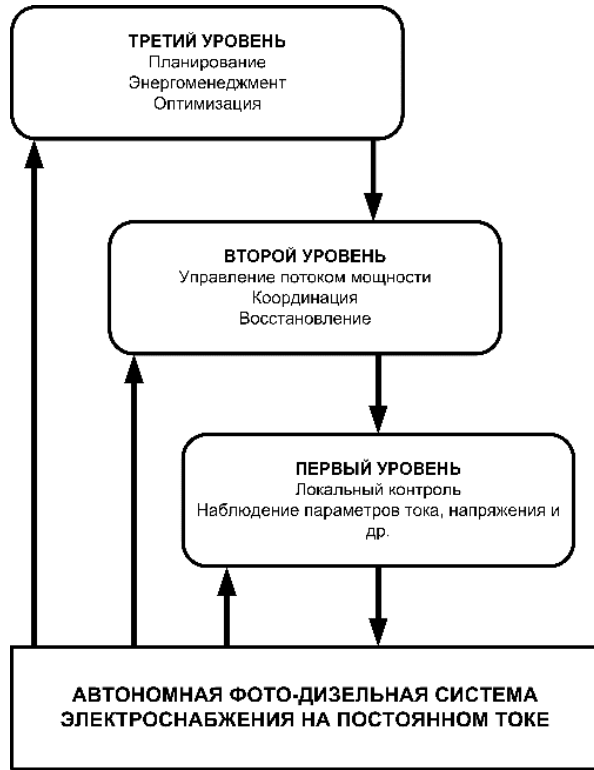 ТРЕТИЙ УРОВЕНЬ
Планирование
Энергоменеджмент
Оптимизация
ВТОРОЙ УРОВЕНЬ
Управление потоком мощности
Координация
Восстановление
ПЕРВЫЙ УРОВЕНЬ
Локальный контроль
Наблюдение параметров тока, напряжения и
др.
АВТОНОМНАЯ ФОТО-ДИЗЕЛЬНАЯ СИСТЕМА
ЭЛЕКТРОСНАБЖЕНИЯ НА ПОСТОЯННОМ ТОКЕ